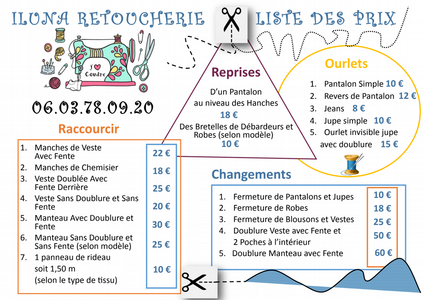 ILUNA RETOUCHERIE LISTE DES PRIX
I ♥
Coudre
06.03.78.09.20
Reprises
D'un Pantalon
au niveau des Hanches
18 €
Des Bretelles de Débardeurs et
Robes (selon modèle)
10 €
Ourlets
1. Pantalon Simple 10 €
2. Revers de Pantalon 12 €
3. Jeans 8 €
4. Jupe simple 10 €
5. Ourlet invisible jupe
avec doublure 15 €
Raccourcir
1. Manches de Veste
Avec Fente 22 €
2. Manches de Chemisier 18 €
3. Veste Doublée Avec
Fente Derrière 25 €
4. Veste Sans Doublure et Sans
Fente 20 €
5. Manteau Avec Doublure et
Fente 30 €
6. Manteau Sans Doublure et
Sans Fente (selon modèle) 25 €
7. 1 panneau de rideau
soit 1,50 m
(selon le type de tissu) 10 €
Changements
1. Fermeture de Pantalons et Jupes 10 €
2. Fermeture de Robes 18 €
3. Fermeture de Blousons et Vestes 25 €
4. Doublure Veste avec Fente et
2 Poches à l'intérieur 50 €
5. Doublure Manteau avec Fente 60 €